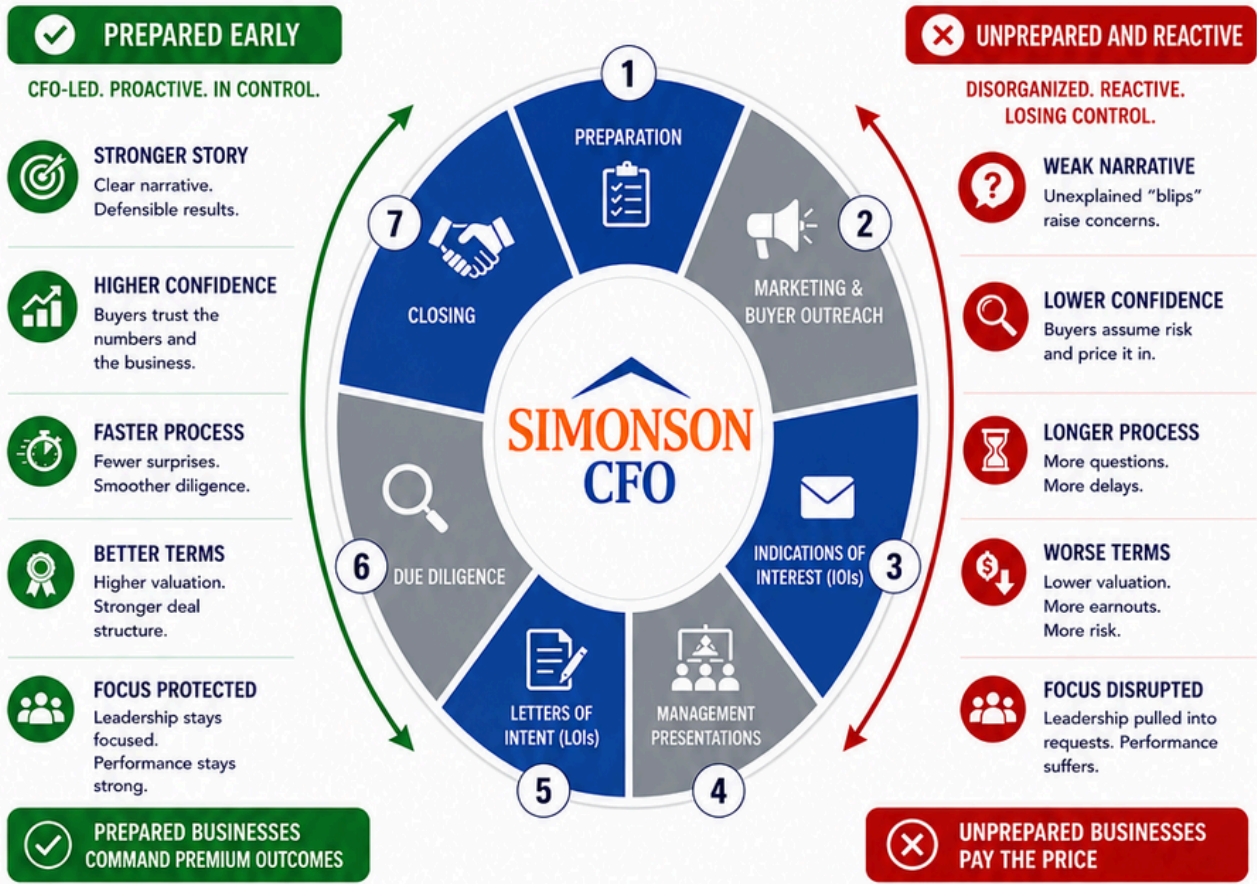 PREPARED EARLY
CFO-LED. PROACTIVE. IN CONTROL.
STRONGER STORY
Clear narrative.
Defensible results.
HIGHER CONFIDENCE
Buyers trust the
numbers and
the business.
FASTER PROCESS
Fewer surprises.
Smoother diligence.
BETTER TERMS
Higher valuation.
Stronger deal
structure.
FOCUS PROTECTED
Leadership stays
focused.
Performance stays
strong.
PREPARED BUSINESSES
COMMAND PREMIUM OUTCOMES
1
PREPARATION
2
MARKETING &
BUYER OUTREACH
3
INDICATIONS OF
INTEREST (IOIs)
4
MANAGEMENT
PRESENTATIONS
5
LETTERS OF
INTENT (LOIs)
6
DUE DILIGENCE
7
CLOSING
SIMONSON
CFO
UNPREPARED AND REACTIVE
DISORGANIZED. REACTIVE.
LOSING CONTROL.
?
WEAK NARRATIVE
Unexplained “blips”
raise concerns.
LOWER CONFIDENCE
Buyers assume risk
and price it in.
LONGER PROCESS
More questions.
More delays.
$
WORSE TERMS
Lower valuation.
More earnouts.
More risk.
FOCUS DISRUPTED
Leadership pulled into
requests. Performance
suffers.
UNPREPARED BUSINESSES
PAY THE PRICE